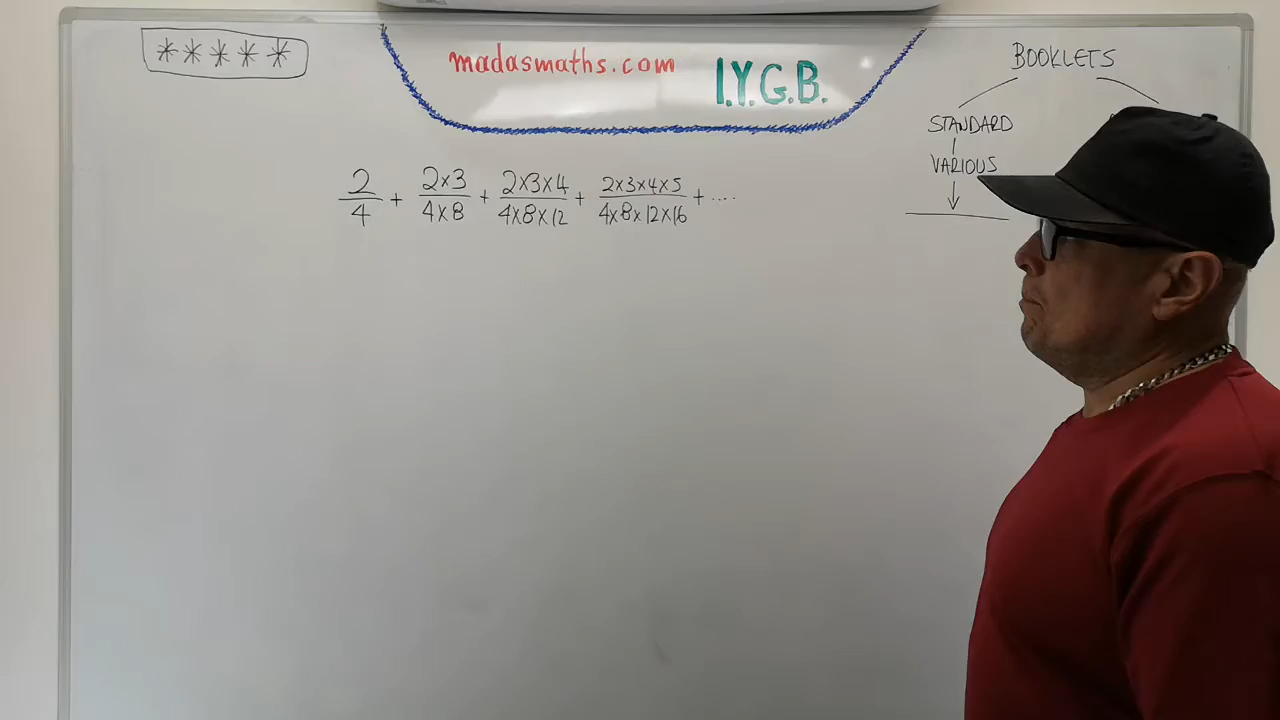 *****
madasmaths.com
I.Y.G.B.
BOOKLETS
STANDARD
VARIOUS
2/4 + 2×3/4×8 + 2×3×4/4×8×12 + 2×3×4×5/4×8×12×16 + ....